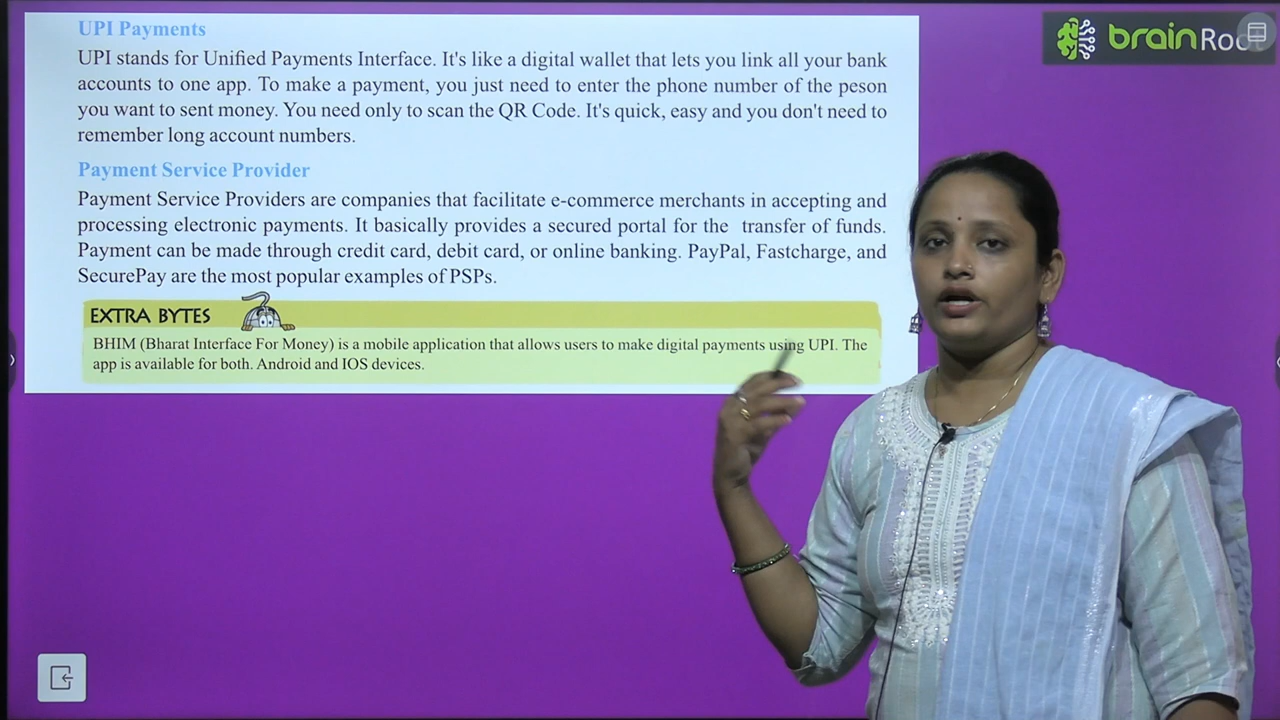 UPI Payments
UPI stands for Unified Payments Interface. It's like a digital wallet that lets you link all your bank
accounts to one app. To make a payment, you just need to enter the phone number of the peson
you want to sent money. You need only to scan the QR Code. It's quick, easy and you don't need to
remember long account numbers.
Payment Service Provider
Payment Service Providers are companies that facilitate e-commerce merchants in accepting and
processing electronic payments. It basically provides a secured portal for the transfer of funds.
Payment can be made through credit card, debit card, or online banking. PayPal, Fastcharge, and
SecurePay are the most popular examples of PSPs.
EXTRA BYTES
BHIM (Bharat Interface For Money) is a mobile application that allows users to make digital payments using UPI. The
app is available for both. Android and IOS devices.
brainRoo